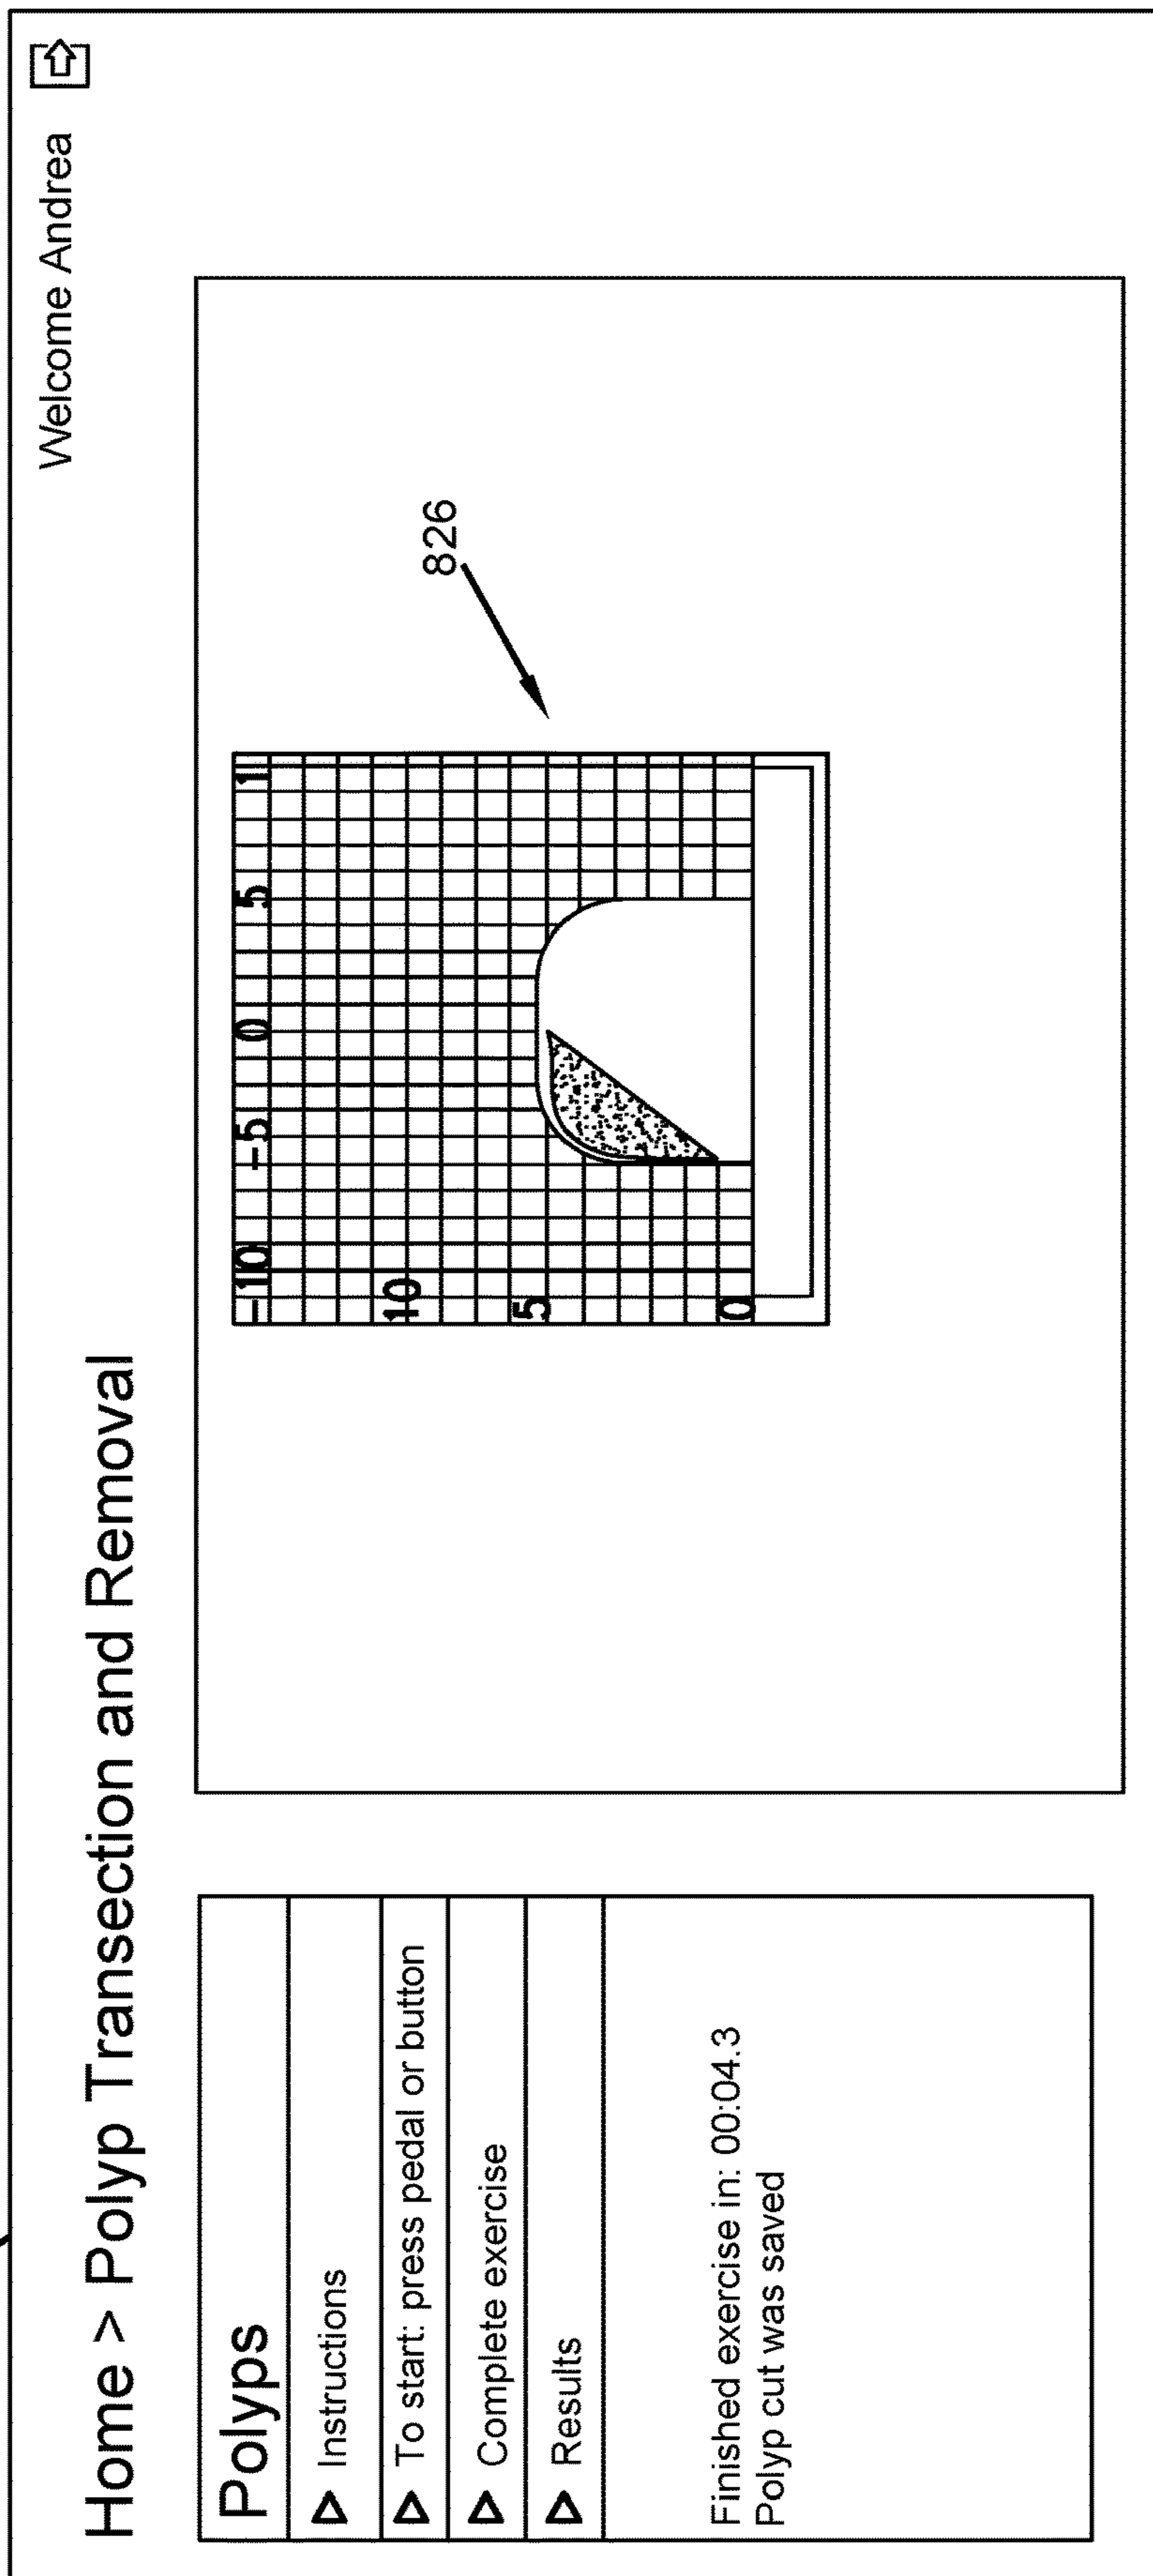 Welcome Andrea
Home > Polyp Transection and Removal
Polyps
Instructions
To start: press pedal or button
Complete exercise
Results
Finished exercise in: 00:04.3
Polyp cut was saved
-10 -5 0 5 1
10
5
0
826